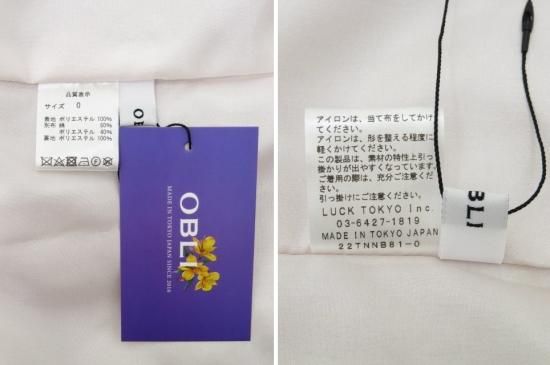 品質表示
サイズ 0
表地 ポリエステル 100%
別布 綿 60%
ポリエステル 40%
裏地 ポリエステル 100%
OBLI
MADE IN TOKYO JAPAN SINCE 2016
アイロンは、当て布をしてかけ
てください。
アイロンは、形を整える程度に
軽くかけてください。
この製品は、素材の特性上引っ
掛かりが出やすくなっています
ご着用の際は、充分ご注意くだ
さい。
引っ掛けにご注意ください。
LUCK TOKYO Inc.
03-6427-1819
MADE IN TOKYO JAPAN
22TNNB81-0
BLI